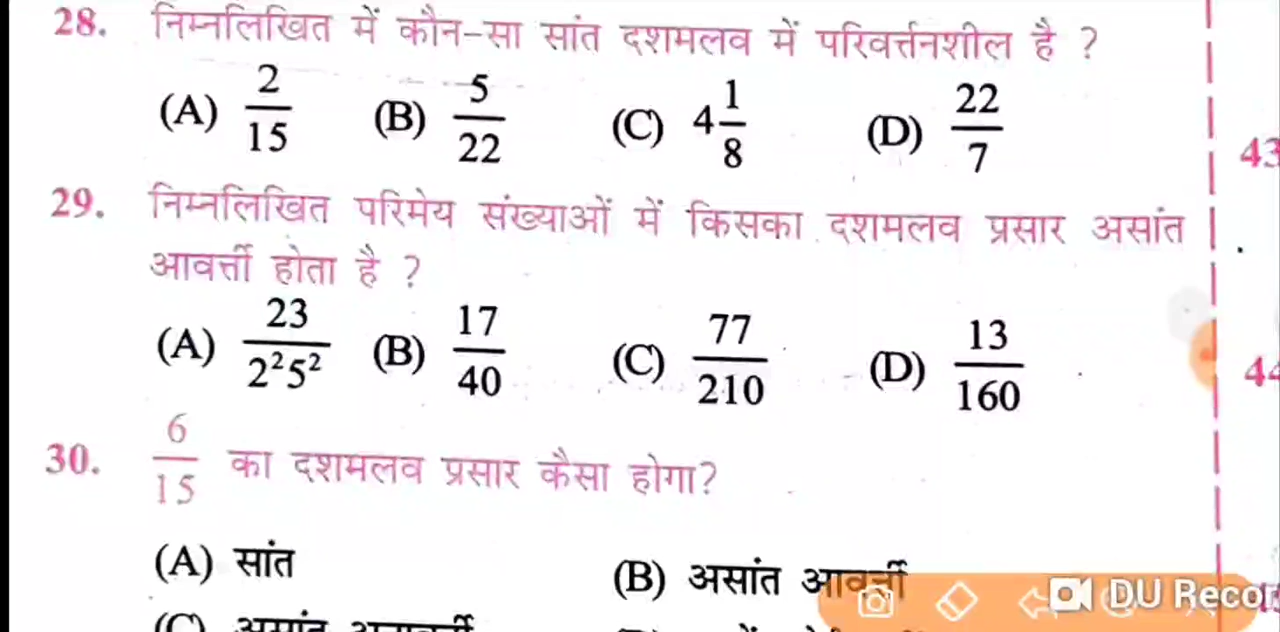 28. निम्नलिखित में कौन-सा सांत दशमलव में परिवर्त्तनशील है ?
(A) 2/15 (B) 5/22 (C) 4 1/8 (D) 22/7
43
29. निम्नलिखित परिमेय संख्याओं में किसका दशमलव प्रसार असांत
आवर्त्ती होता है ?
(A) 23/2²5² (B) 17/40 (C) 77/210 (D) 13/160
44
30. 6/15 का दशमलव प्रसार कैसा होगा?
(A) सांत (B) असांत आवर्त्ती
DU Recor
(C)